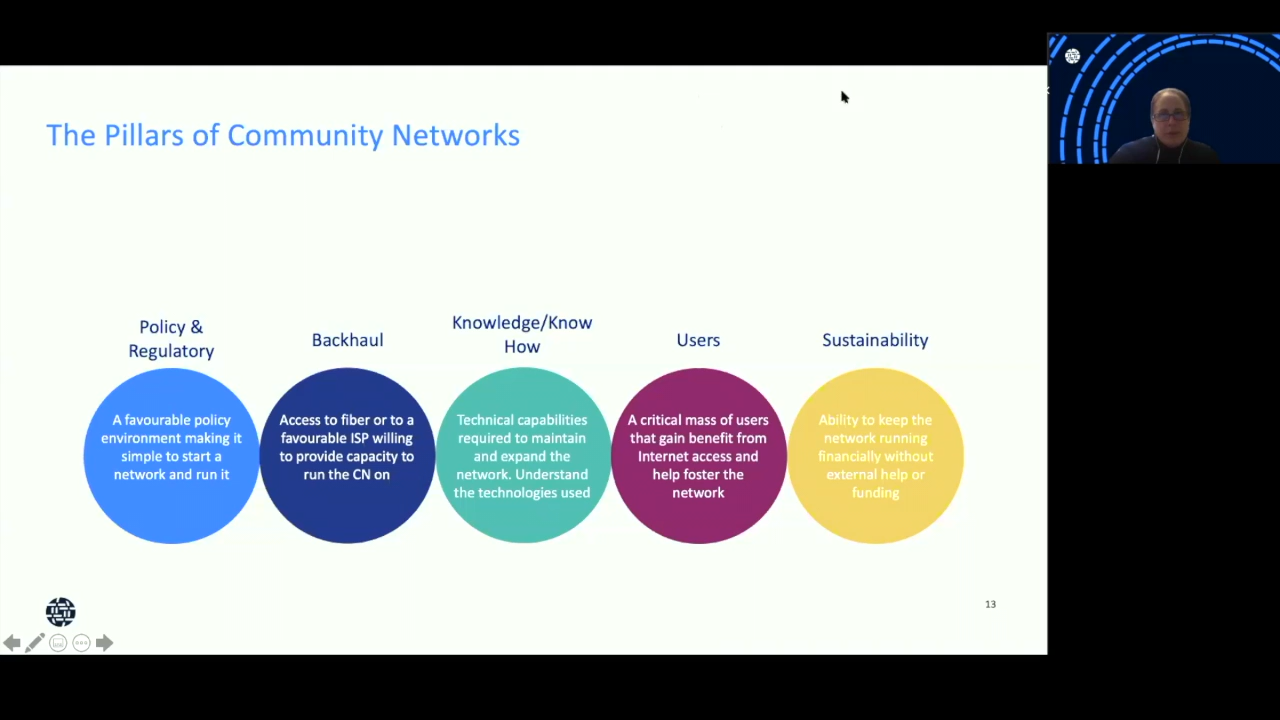 The Pillars of Community Networks
Policy &
Regulatory
Backhaul
Knowledge/Know
How
Users
Sustainability
A favourable policy
environment making it
simple to start a
network and run it
Access to fiber or to a
favourable ISP willing
to provide capacity to
run the CN on
Technical capabilities
required to maintain
and expand the
network. Understand
the technologies used
A critical mass of users
that gain benefit from
Internet access and
help foster the
network
Ability to keep the
network running
financially without
external help or
funding
13